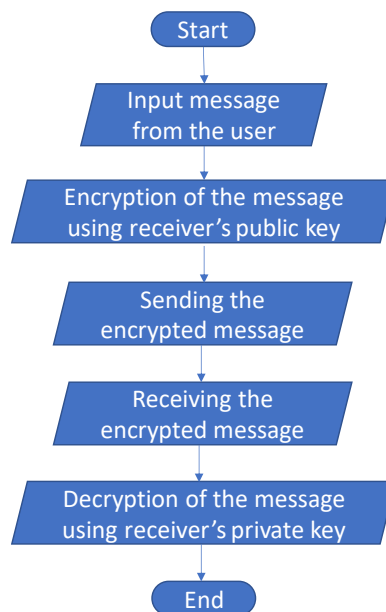 Start
Input message
from the user
Encryption of the message
using receiver's public key
Sending the
encrypted message
Receiving the
encrypted message
Decryption of the message
using receiver's private key
End